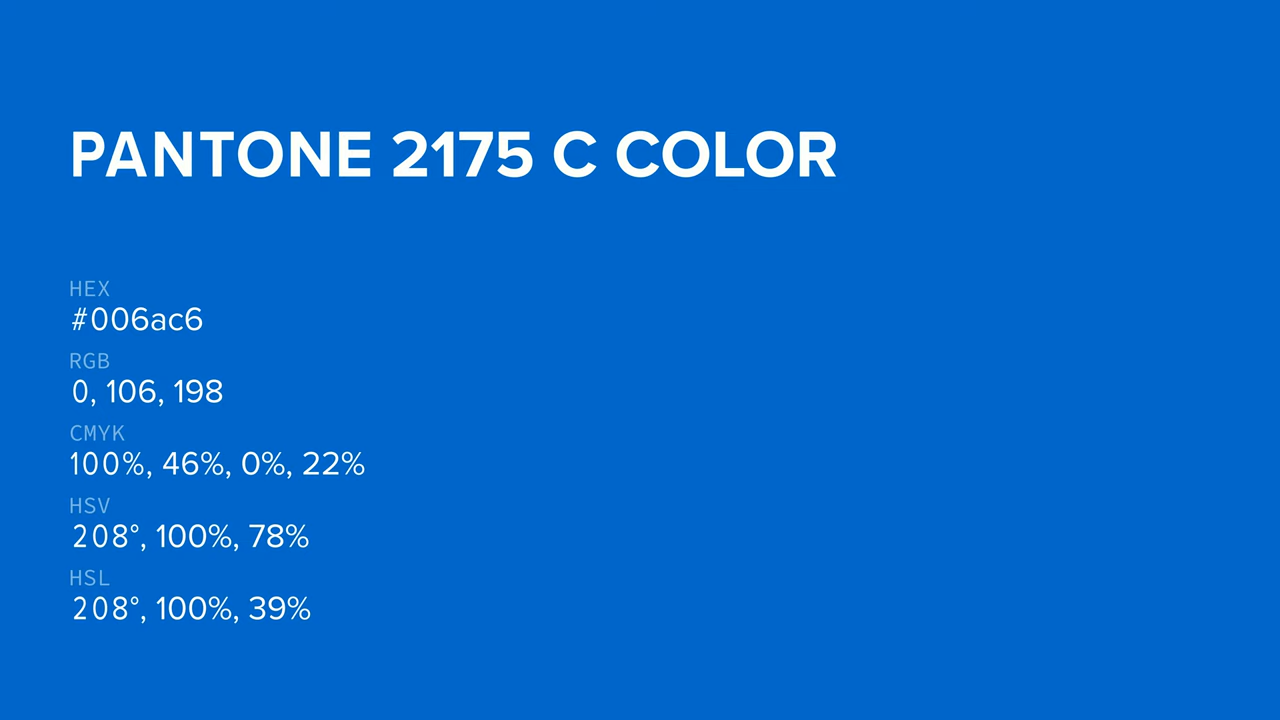 PANTONE 2175 C COLOR
HEX
#006ac6
RGB
0, 106, 198
CMYK
100%, 46%, 0%, 22%
HSV
208°, 100%, 78%
HSL
208°, 100%, 39%